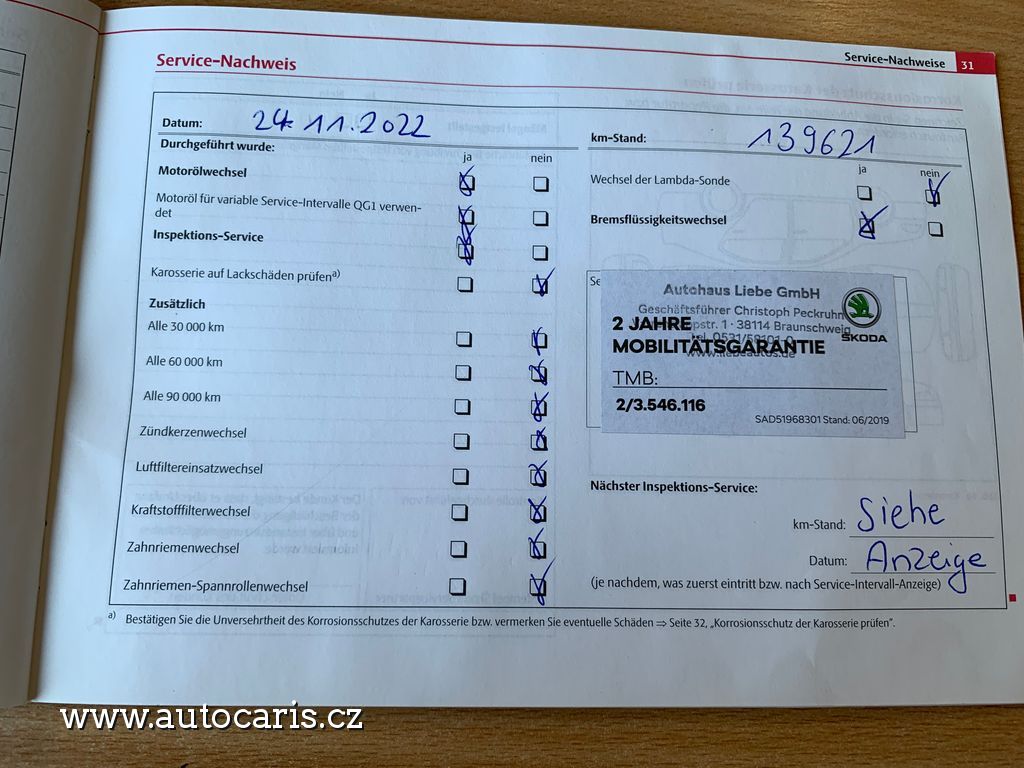 Service-Nachweise 31
Service-Nachweis
Datum: 24.11.2022
Durchgeführt wurde:
ja nein
Motorölwechsel
Motoröl für variable Service-Intervalle QG1 verwen-
det
Inspektions-Service
Karosserie auf Lackschäden prüfen a)
Zusätzlich
Alle 30 000 km
Alle 60 000 km
Alle 90 000 km
Zündkerzenwechsel
Luftfiltereinsatzwechsel
Kraftstofffilterwechsel
Zahnriemenwechsel
Zahnriemen-Spannrollenwechsel
km-Stand: 139621
ja nein
Wechsel der Lambda-Sonde
Bremsflüssigkeitswechsel
Autohaus Liebe GmbH
Geschäftsführer Christoph Peckruhn
1 · 38114 Braunschweig
www.liebeautos.de
2 JAHRE
MOBILITÄTSGARANTIE
ŠKODA
TMB:
2/3.546.116
SAD51968301 Stand: 06/2019
Nächster Inspektions-Service:
km-Stand: Siehe
Datum: Anzeige
(je nachdem, was zuerst eintritt bzw. nach Service-Intervall-Anzeige)
a) Bestätigen Sie die Unversehrtheit des Korrosionsschutzes der Karosserie bzw. vermerken Sie eventuelle Schäden ⇒ Seite 32, „Korrosionsschutz der Karosserie prüfen".
www.autocaris.cz